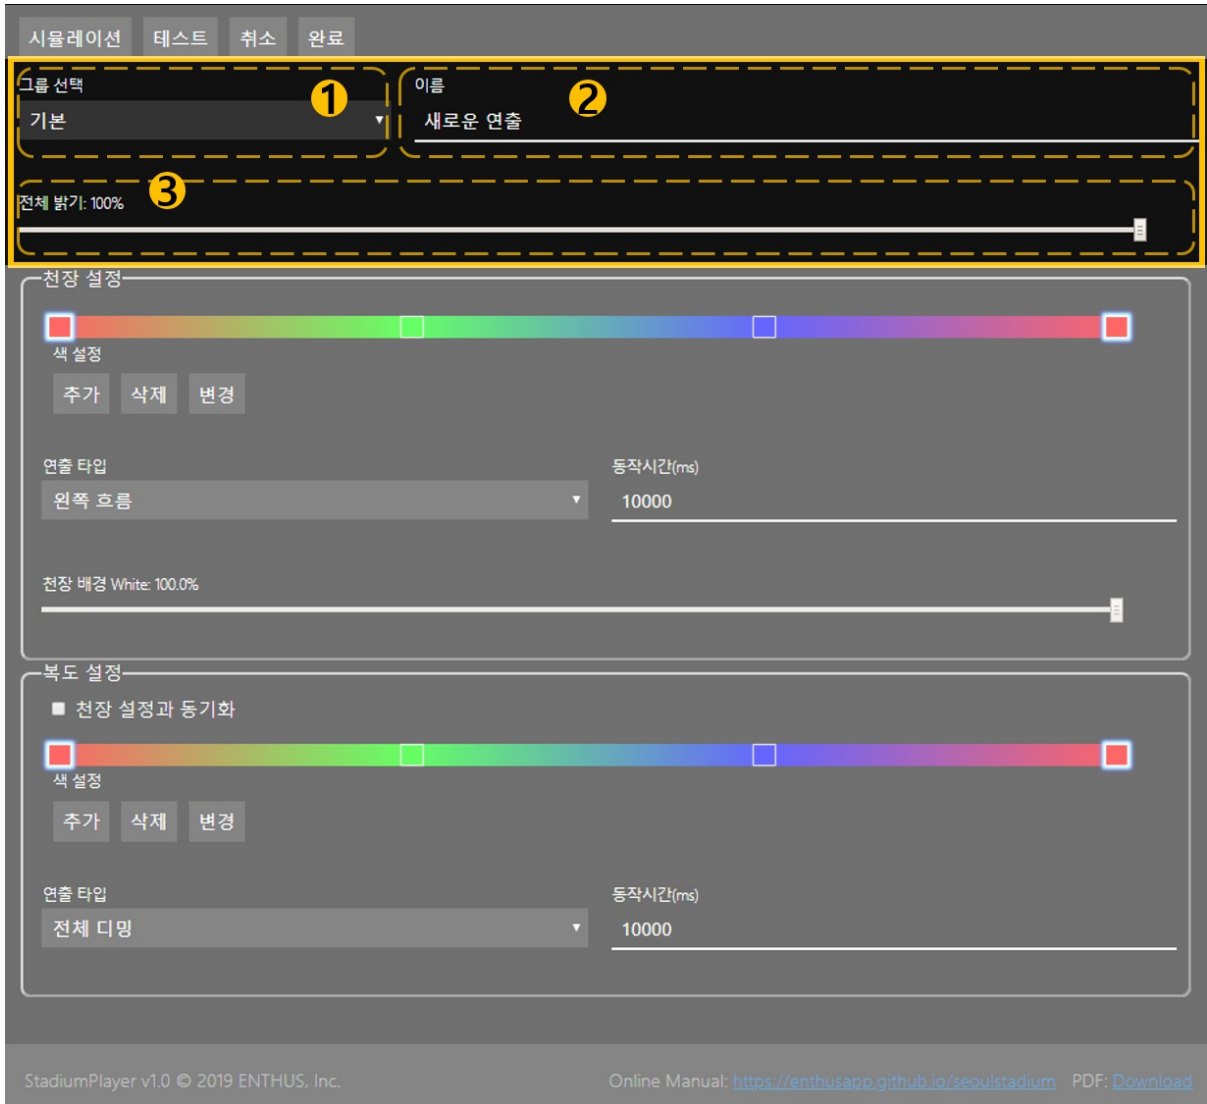 시뮬레이션 테스트 취소 완료
그룹 선택 1 이름 2
기본 새로운 연출
전체 밝기: 100% 3
천장 설정
색 설정
추가 삭제 변경
연출 타입 동작시간(ms)
왼쪽 흐름 10000
천장 배경 White: 100.0%
복도 설정
천장 설정과 동기화
색 설정
추가 삭제 변경
연출 타입 동작시간(ms)
전체 디밍 10000
StadiumPlayer v1.0 © 2019 ENTHUS, Inc. Online Manual: https://enthusapp.github.io/seoulstadium PDF: Download